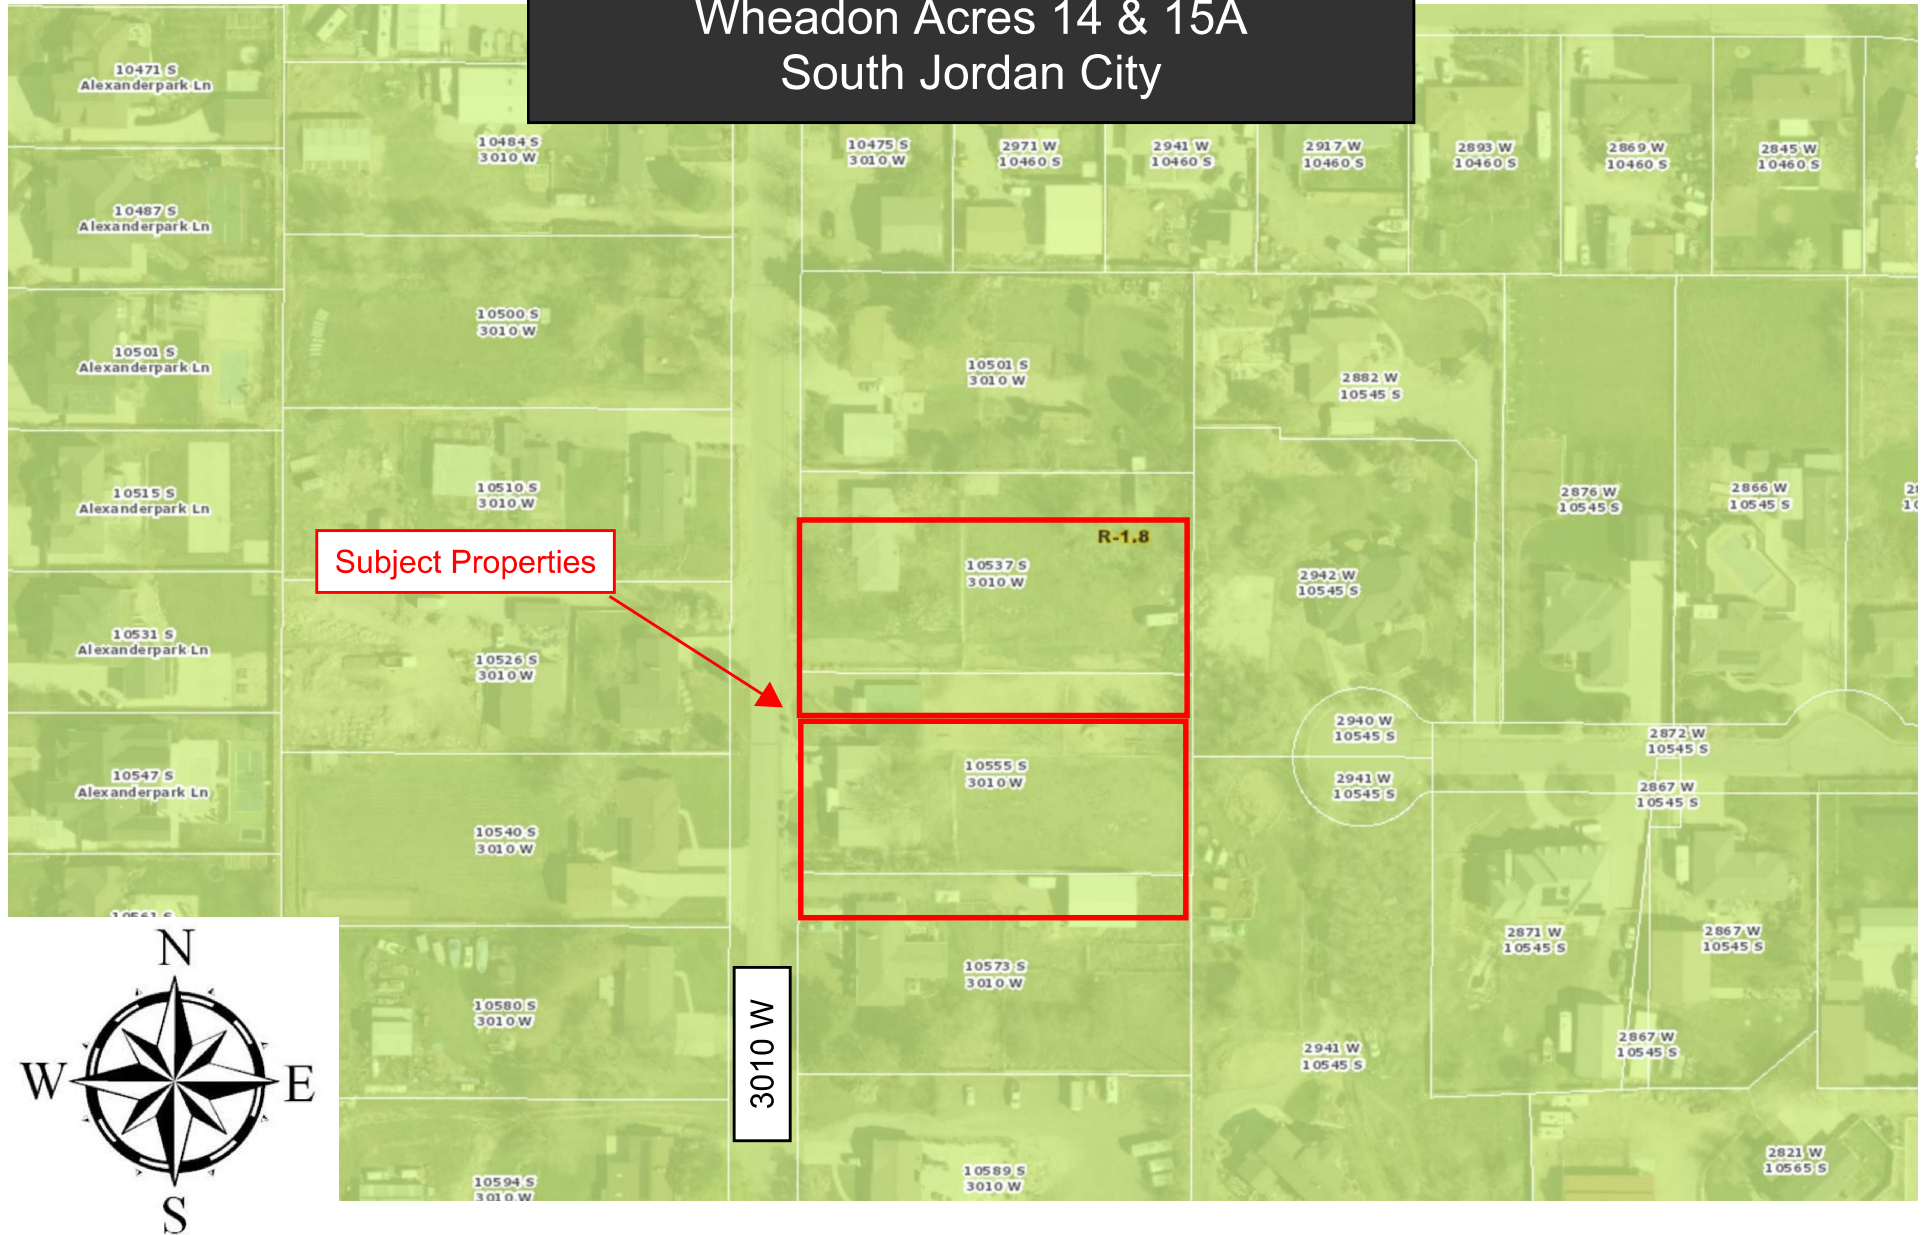 Wheadon Acres 14 & 15A
South Jordan City
10471 S
Alexanderpark Ln
10484 S
3010 W
10475 S
3010 W
2971 W
10460 S
2941 W
10460 S
2917 W
10460 S
2893 W
10460 S
2869 W
10460 S
2845 W
10460 S
10487 S
Alexanderpark Ln
10500 S
3010 W
10501 S
Alexanderpark Ln
10501 S
3010 W
2882 W
10545 S
10515 S
Alexanderpark Ln
10510 S
3010 W
2876 W
10545 S
2866 W
10545 S
R-1.8
Subject Properties
10537 S
3010 W
2942 W
10545 S
10531 S
Alexanderpark Ln
10526 S
3010 W
2940 W
10545 S
2872 W
10545 S
10547 S
Alexanderpark Ln
10555 S
3010 W
2941 W
10545 S
2867 W
10545 S
10540 S
3010 W
10561 S
N
W
E
S
10580 S
3010 W
3010 W
10573 S
3010 W
2871 W
10545 S
2867 W
10545 S
2941 W
10545 S
2867 W
10545 S
10594 S
3010 W
10589 S
3010 W
2821 W
10565 S